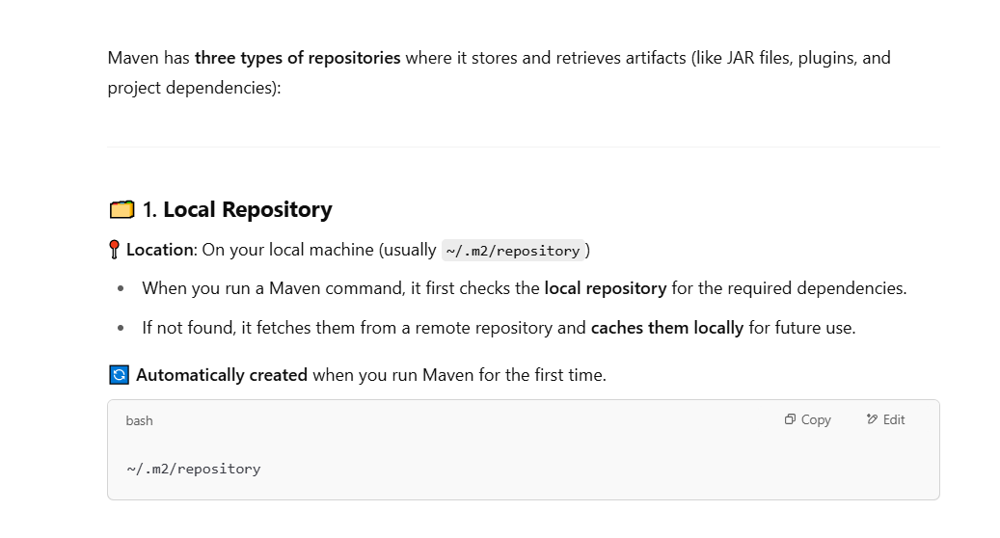 Maven has three types of repositories where it stores and retrieves artifacts (like JAR files, plugins, and
project dependencies):
1. Local Repository
Location: On your local machine (usually ~/.m2/repository)
When you run a Maven command, it first checks the local repository for the required dependencies.
If not found, it fetches them from a remote repository and caches them locally for future use.
Automatically created when you run Maven for the first time.
bash Copy Edit
~/.m2/repository